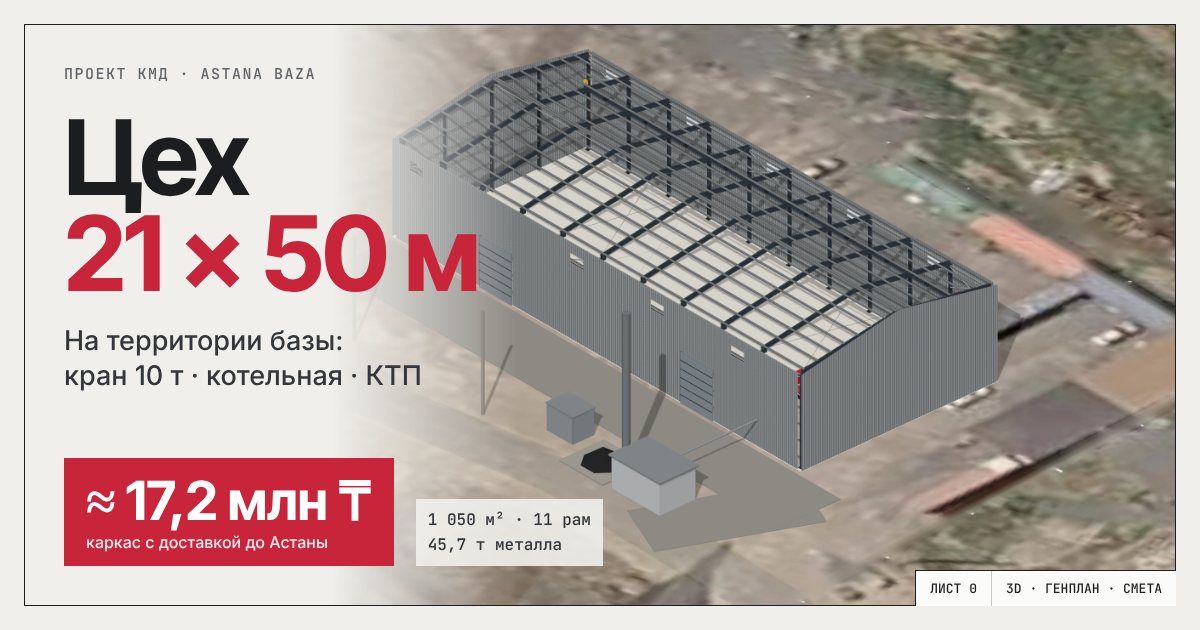 ПРОЕКТ КМД · ASTANA BAZA
Цех
21 × 50 м
На территории базы:
кран 10 т · котельная · КТП
≈ 17,2 млн ₸
каркас с доставкой до Астаны
1 050 м² · 11 рам
45,7 т металла
ЛИСТ 0
3D · ГЕНПЛАН · СМЕТА